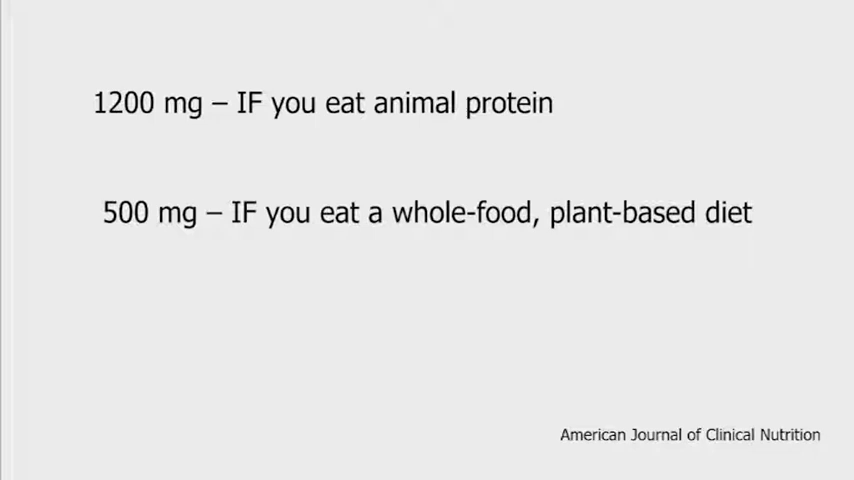 1200 mg – IF you eat animal protein
500 mg – IF you eat a whole-food, plant-based diet
American Journal of Clinical Nutrition